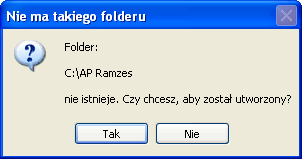 Nie ma takiego folderu
Folder:
C:\AP Ramzes
nie istnieje. Czy chcesz, aby został utworzony?
Tak
Nie